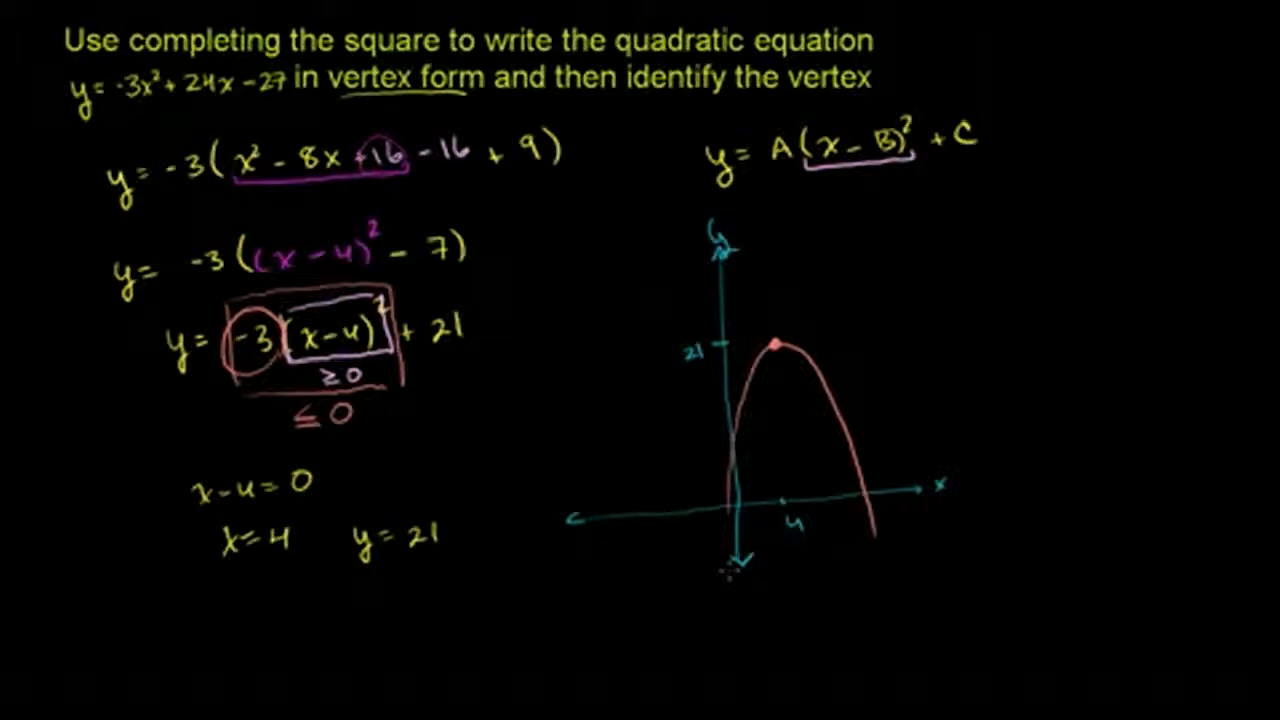 Use completing the square to write the quadratic equation
y = -3x² + 24x - 27 in vertex form and then identify the vertex
y = -3(x² - 8x +16 - 16 + 9)
y = A(x - B)² + C
y = -3((x - 4)² - 7)
y = -3(x - 4)² + 21
≥ 0
≤ 0
x - 4 = 0
x = 4 y = 21
y
21
x
4